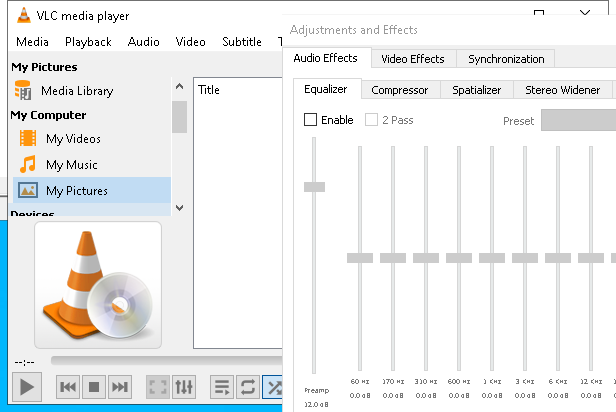 VLC media player
Media Playback Audio Video Subtitle T
My Pictures
Media Library
My Computer
My Videos
My Music
My Pictures
Devices
Title
--:--
Adjustments and Effects
Audio Effects Video Effects Synchronization
Equalizer Compressor Spatializer Stereo Widener
Enable 2 Pass Preset
60 Hz 170 Hz 310 Hz 600 Hz 1 KHz 3 KHz 6 KHz 12 KHz 1
Preamp 0.0 dB 0.0 dB 0.0 dB 0.0 dB 0.0 dB 0.0 dB 0.0 dB 0.0 dB
12.0 dB